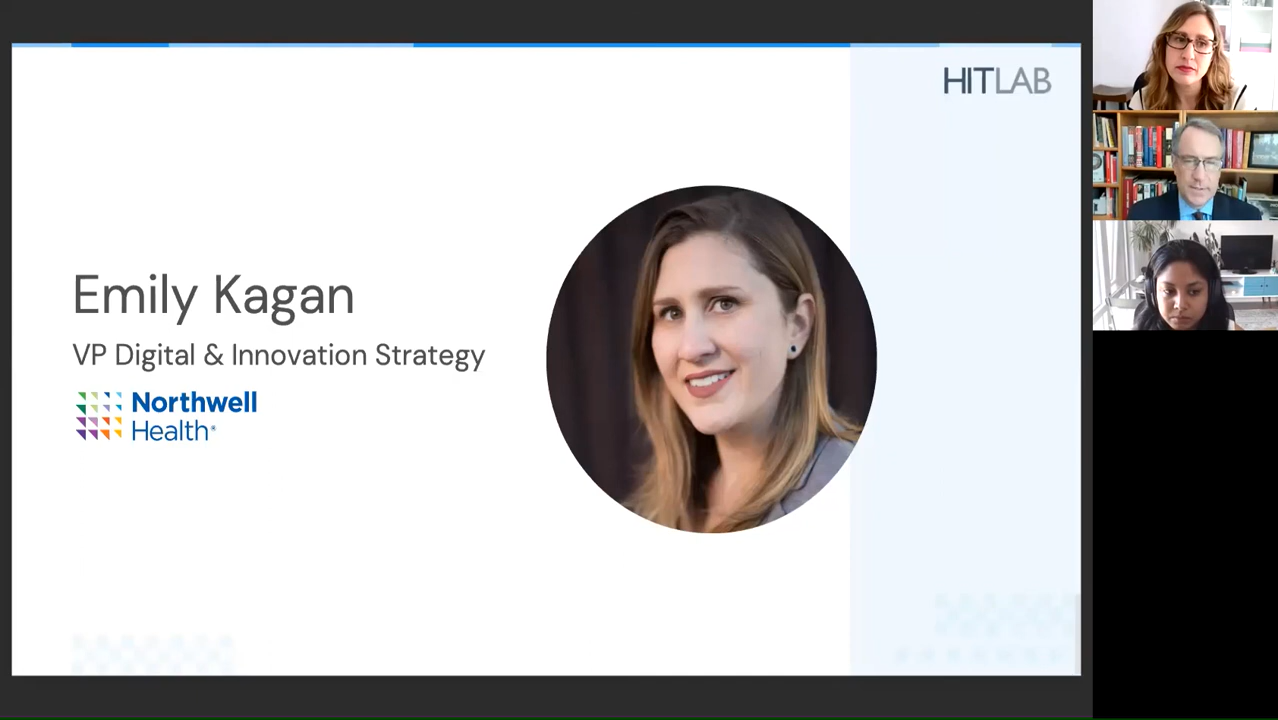 HITLAB
Emily Kagan
VP Digital & Innovation Strategy
Northwell
Health®